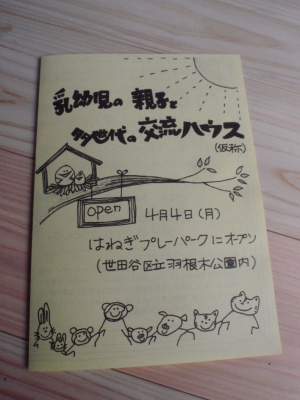 乳幼児の 親子と
多世代の 交流ハウス
(仮称)
open
4月4日(月)
はねぎプレーパークにオープン
(世田谷区立羽根木公園内)